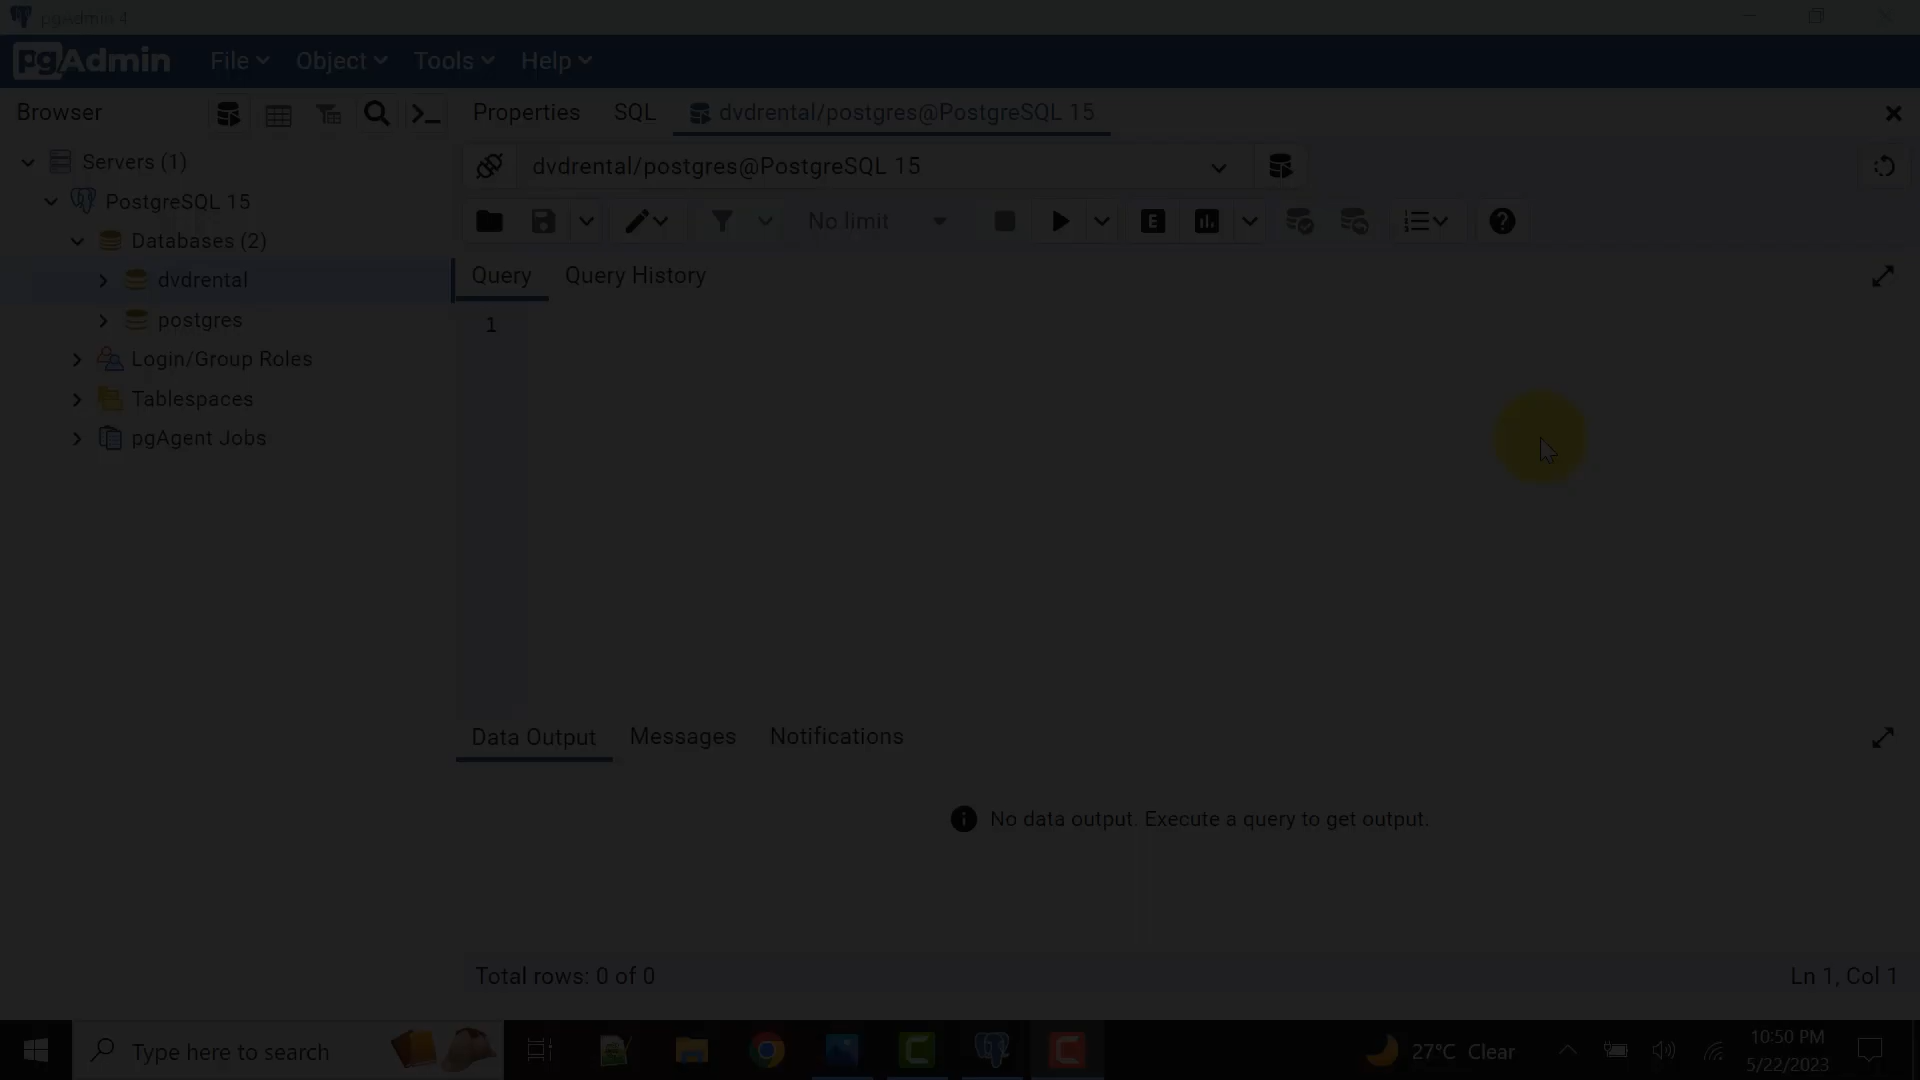 pgAdmin 4
pgAdmin File Object Tools Help
Browser
Properties SQL dvdrental/postgres@PostgreSQL 15
Servers (1)
dvdrental/postgres@PostgreSQL 15
PostgreSQL 15
No limit
E
Databases (2)
Query Query History
dvdrental
1
postgres
Login/Group Roles
Tablespaces
pgAgent Jobs
Data Output Messages Notifications
No data output. Execute a query to get output.
Total rows: 0 of 0
Ln 1, Col 1
Type here to search
27°C Clear
10:50 PM
5/22/2023